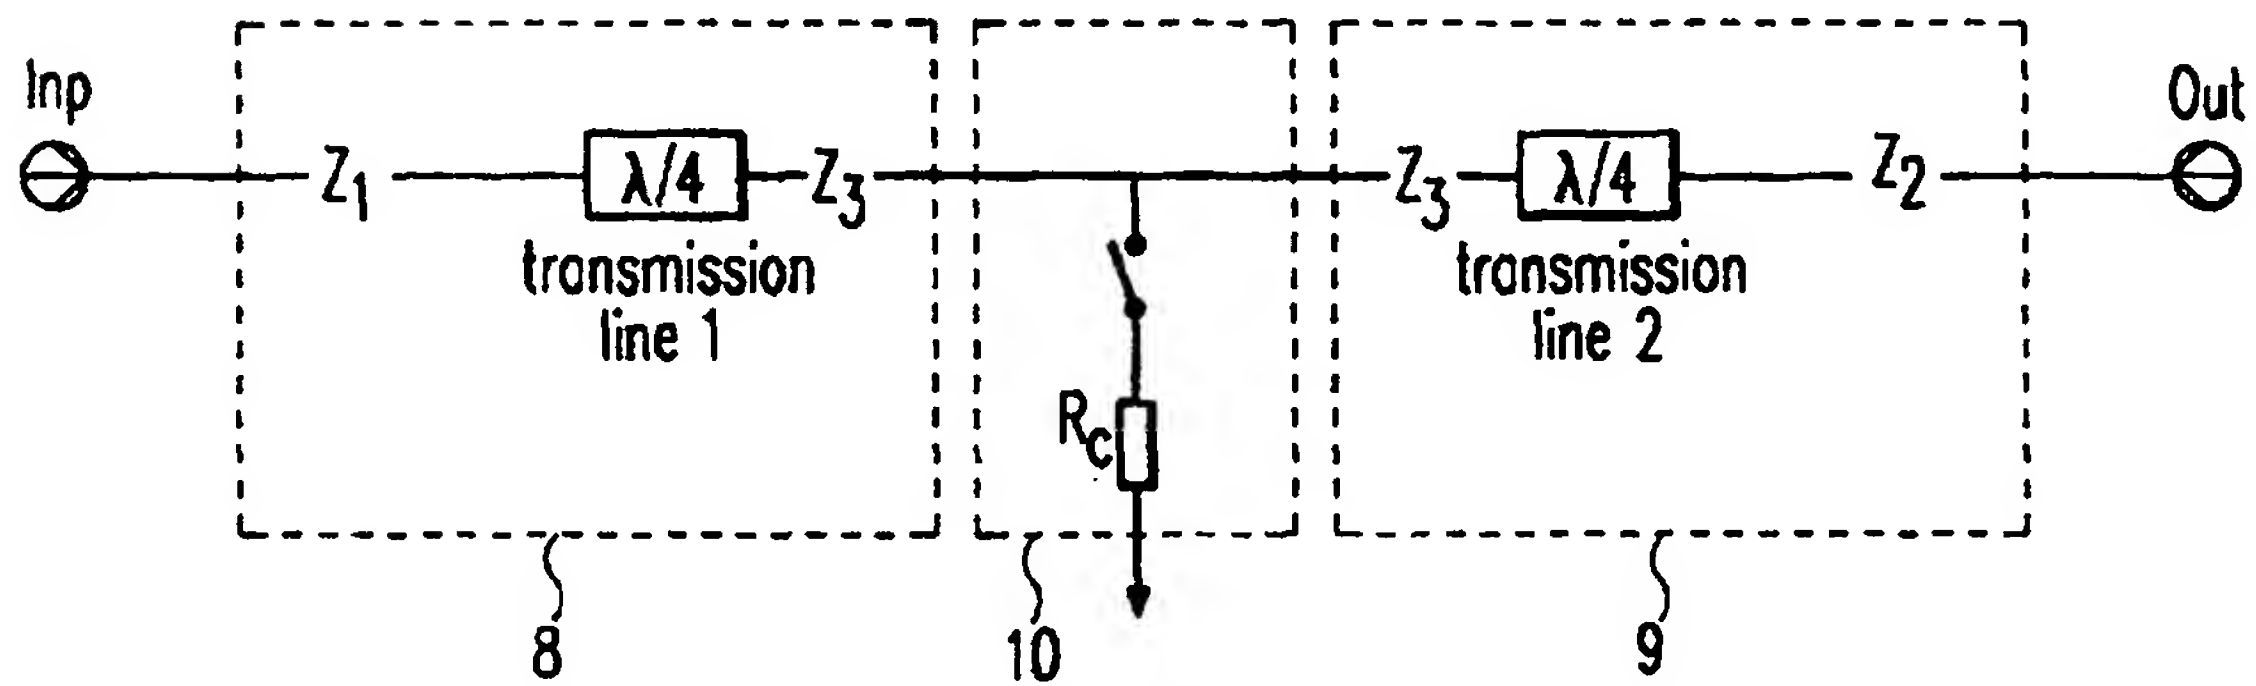 Inp
Out
Z1
λ/4
Z3
Z3
λ/4
Z2
transmission
line 1
transmission
line 2
Rc
8
10
9